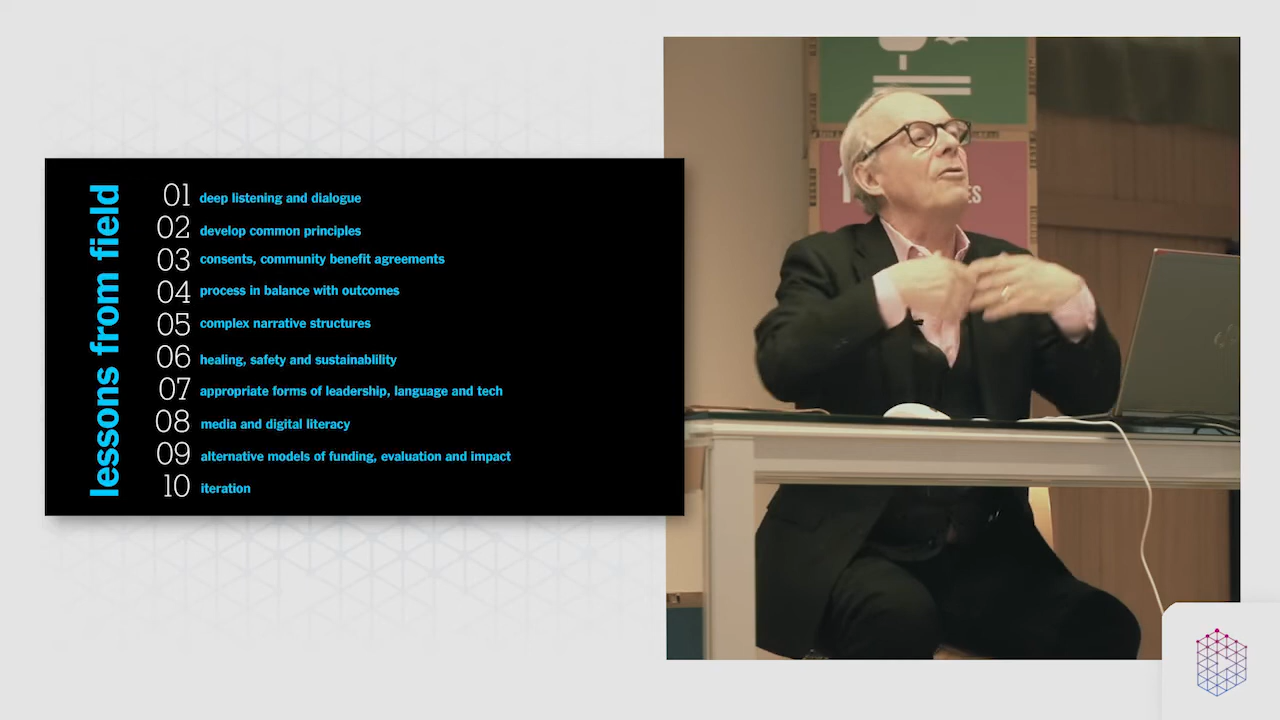 lessons from field
01 deep listening and dialogue
02 develop common principles
03 consents, community benefit agreements
04 process in balance with outcomes
05 complex narrative structures
06 healing, safety and sustainablility
07 appropriate forms of leadership, language and tech
08 media and digital literacy
09 alternative models of funding, evaluation and impact
10 iteration